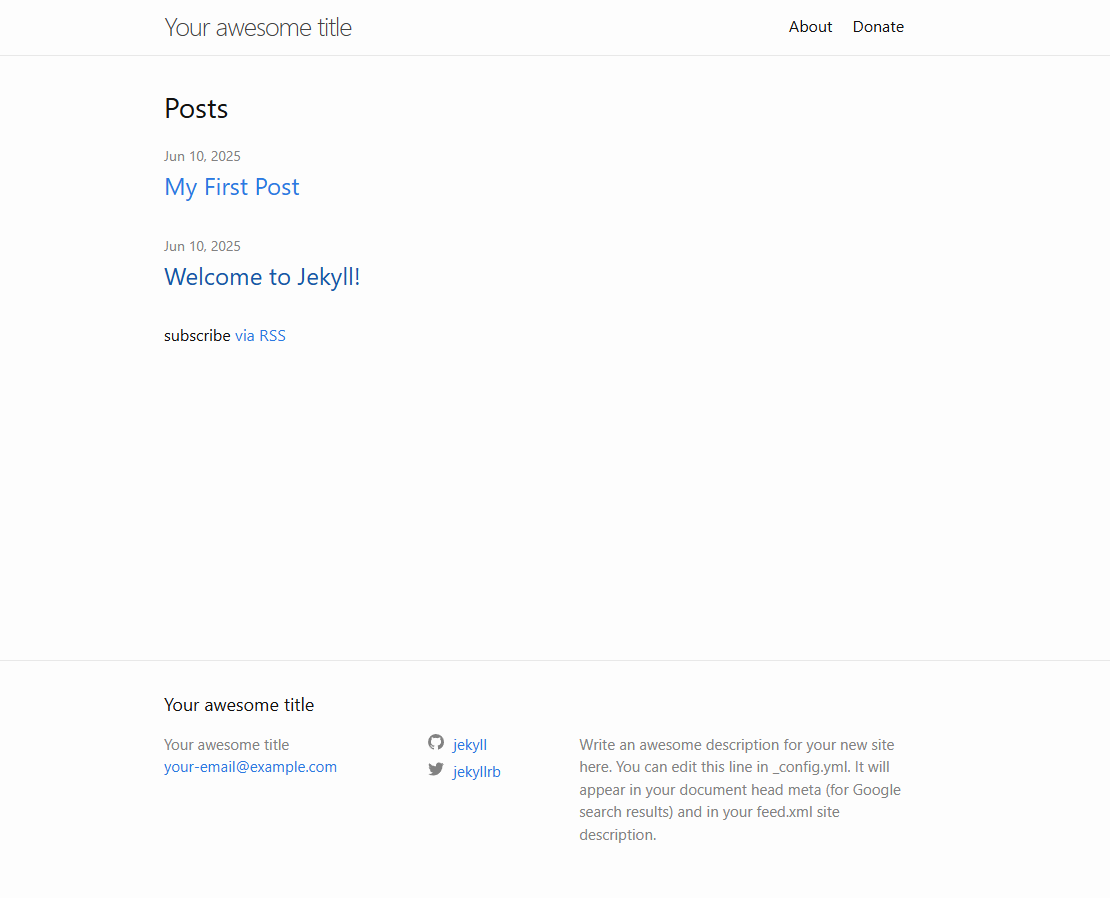 Your awesome title
About Donate
Posts
Jun 10, 2025
My First Post
Jun 10, 2025
Welcome to Jekyll!
subscribe via RSS
Your awesome title
Your awesome title
your-email@example.com
jekyll
jekyllrb
Write an awesome description for your new site
here. You can edit this line in _config.yml. It will
appear in your document head meta (for Google
search results) and in your feed.xml site
description.